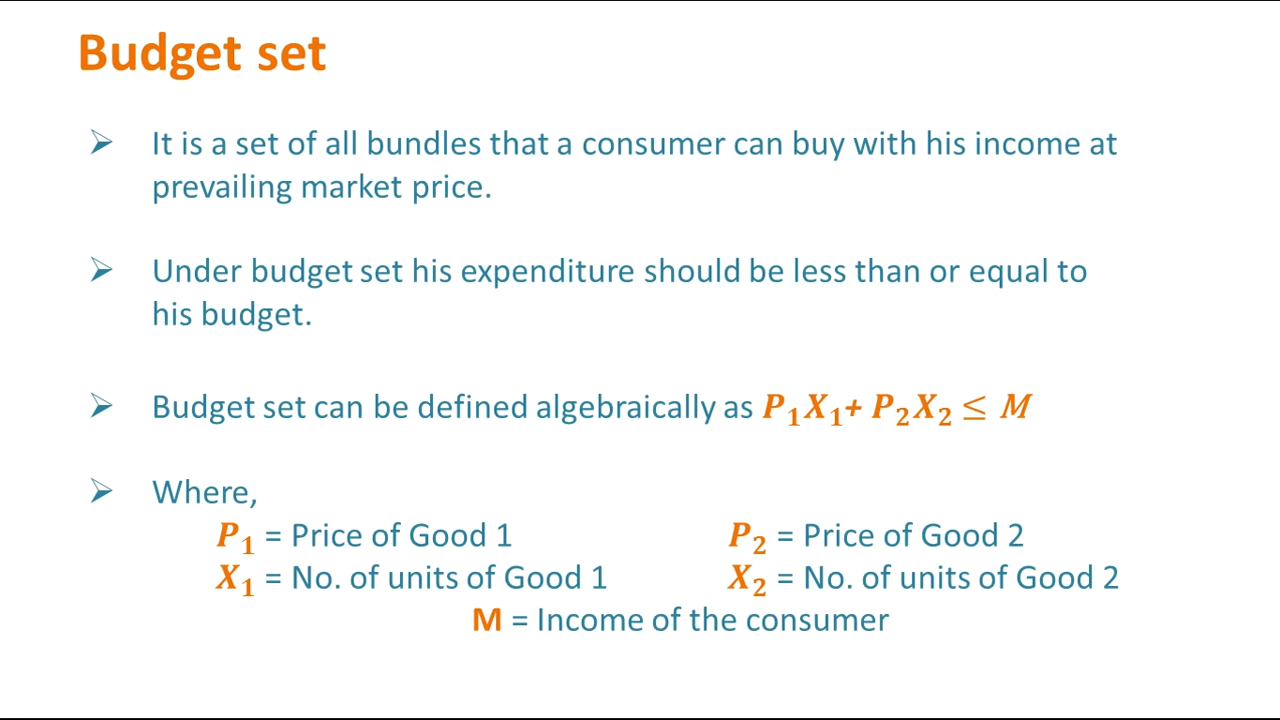 Budget set
➢ It is a set of all bundles that a consumer can buy with his income at
prevailing market price.
➢ Under budget set his expenditure should be less than or equal to
his budget.
➢ Budget set can be defined algebraically as P₁X₁+ P₂X₂ ≤ M
➢ Where,
P₁ = Price of Good 1 P₂ = Price of Good 2
X₁ = No. of units of Good 1 X₂ = No. of units of Good 2
M = Income of the consumer